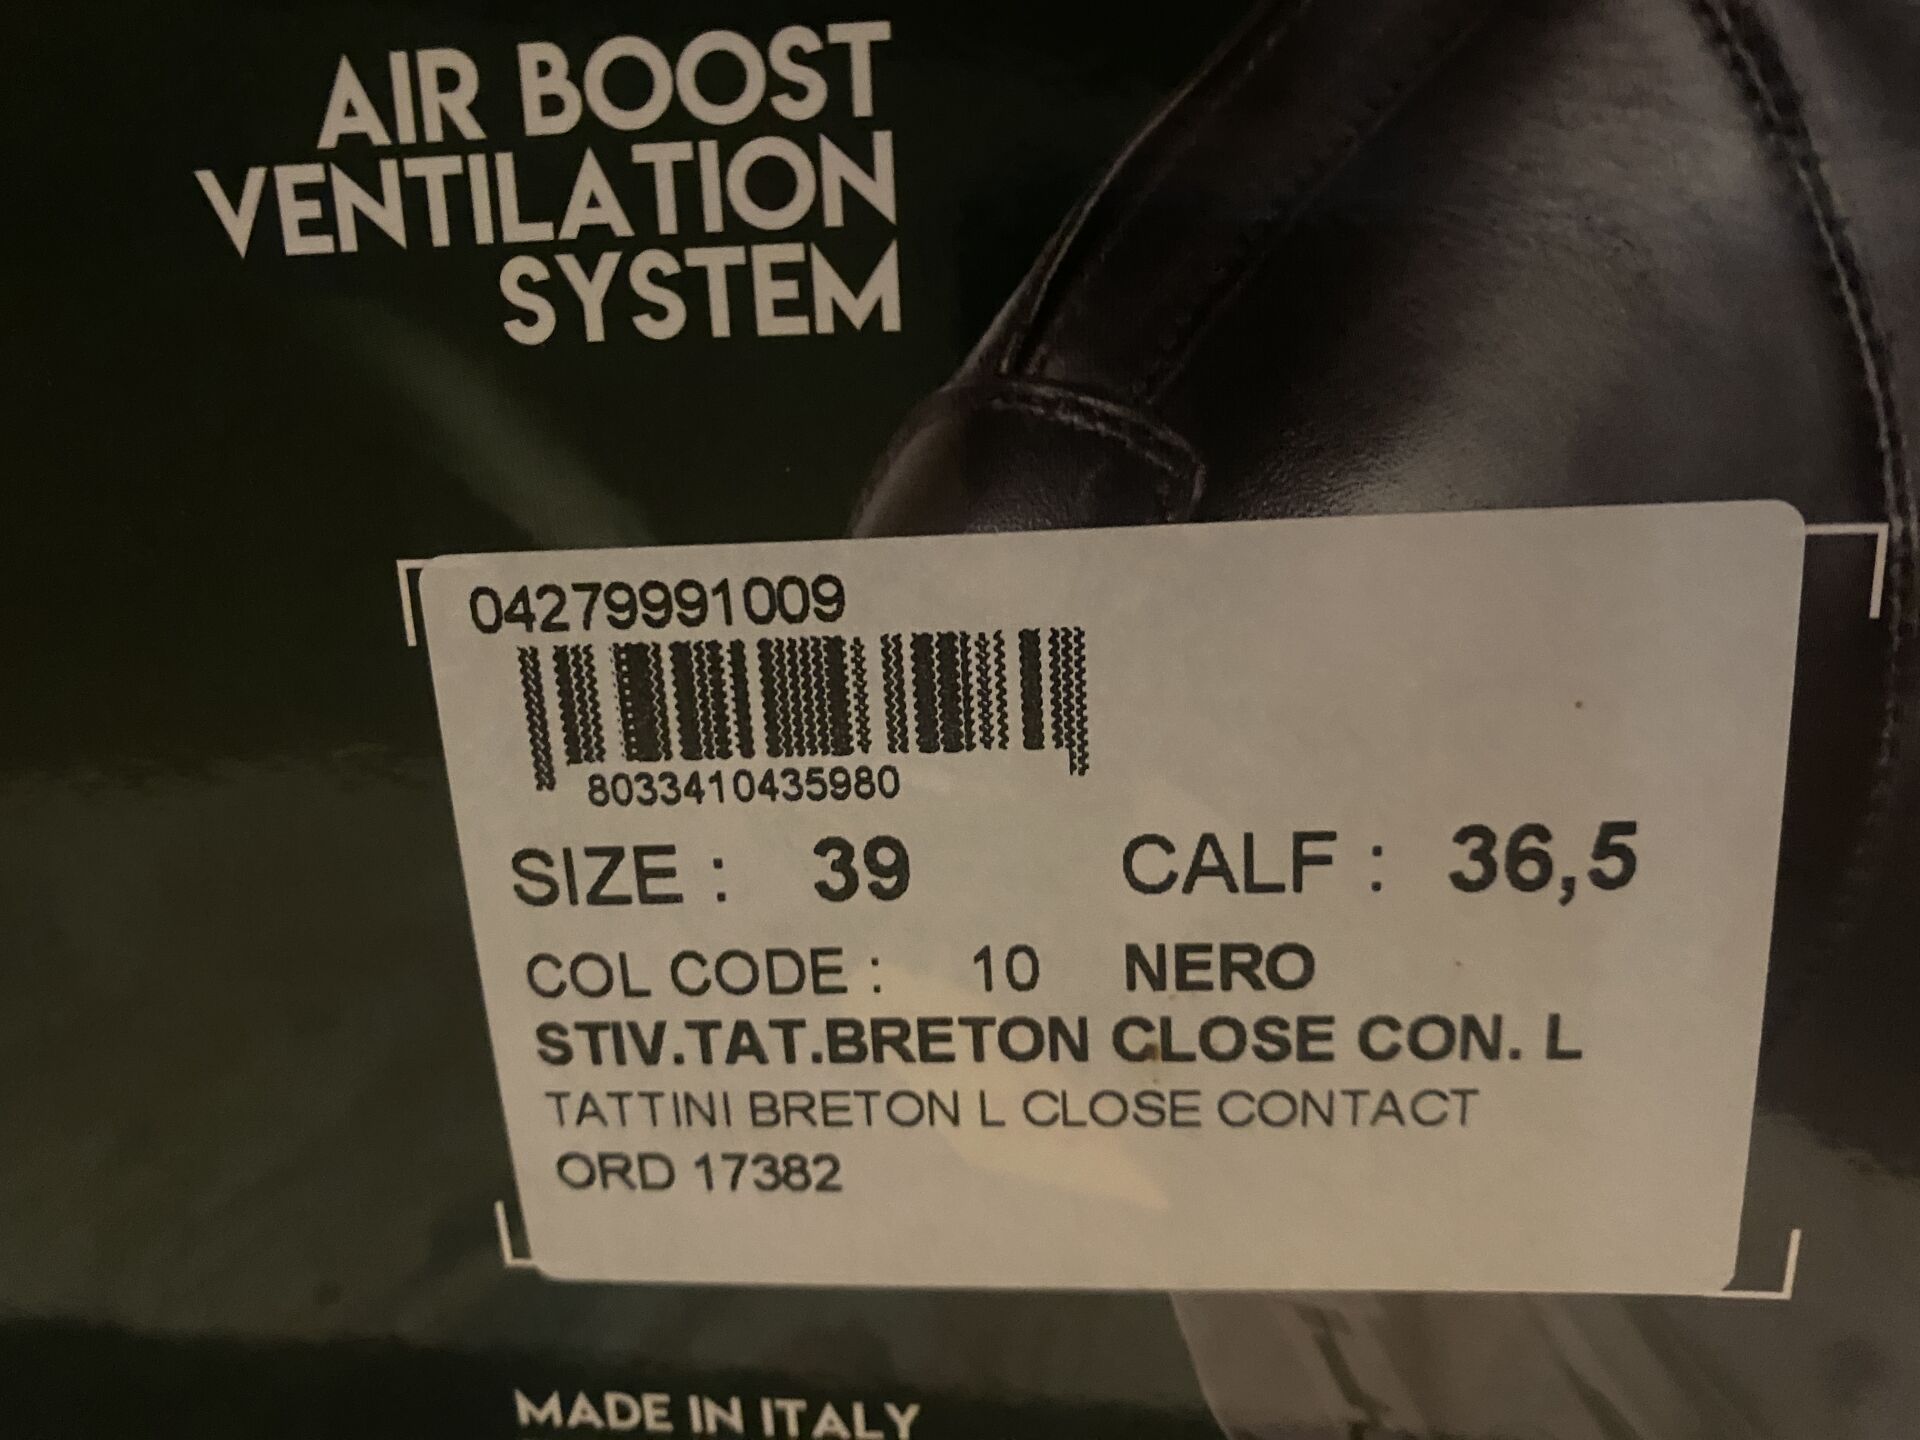 AIR BOOST
VENTILATION
SYSTEM
04279991009
8033410435980
SIZE : 39 CALF : 36,5
COL CODE : 10 NERO
STIV.TAT.BRETON CLOSE CON. L
TATTINI BRETON L CLOSE CONTACT
ORD 17382
MADE IN ITALY